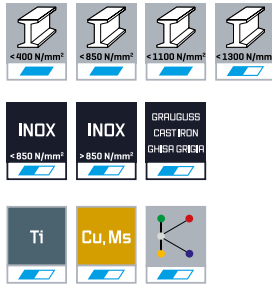 <400 N/mm² <850 N/mm² <1100 N/mm² <1300 N/mm²
INOX INOX GRAUGUSS
CAST IRON
GHISA GRIGIA
<850 N/mm² >850 N/mm²
Ti Cu, Ms